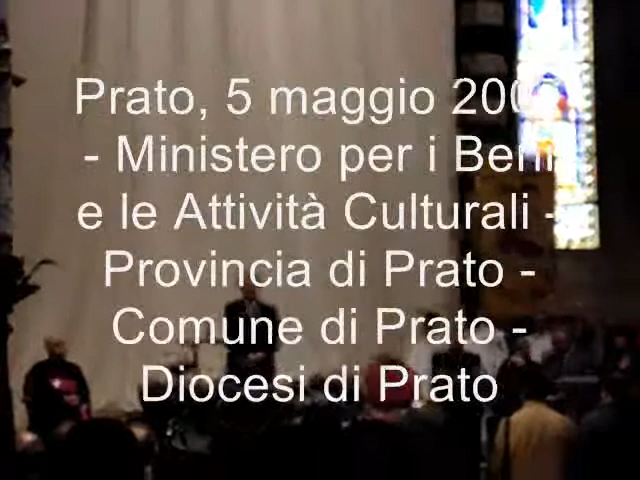 Prato, 5 maggio
- Ministero per i Beni
e le Attività Culturali -
Provincia di Prato -
Comune di Prato -
Diocesi di Prato